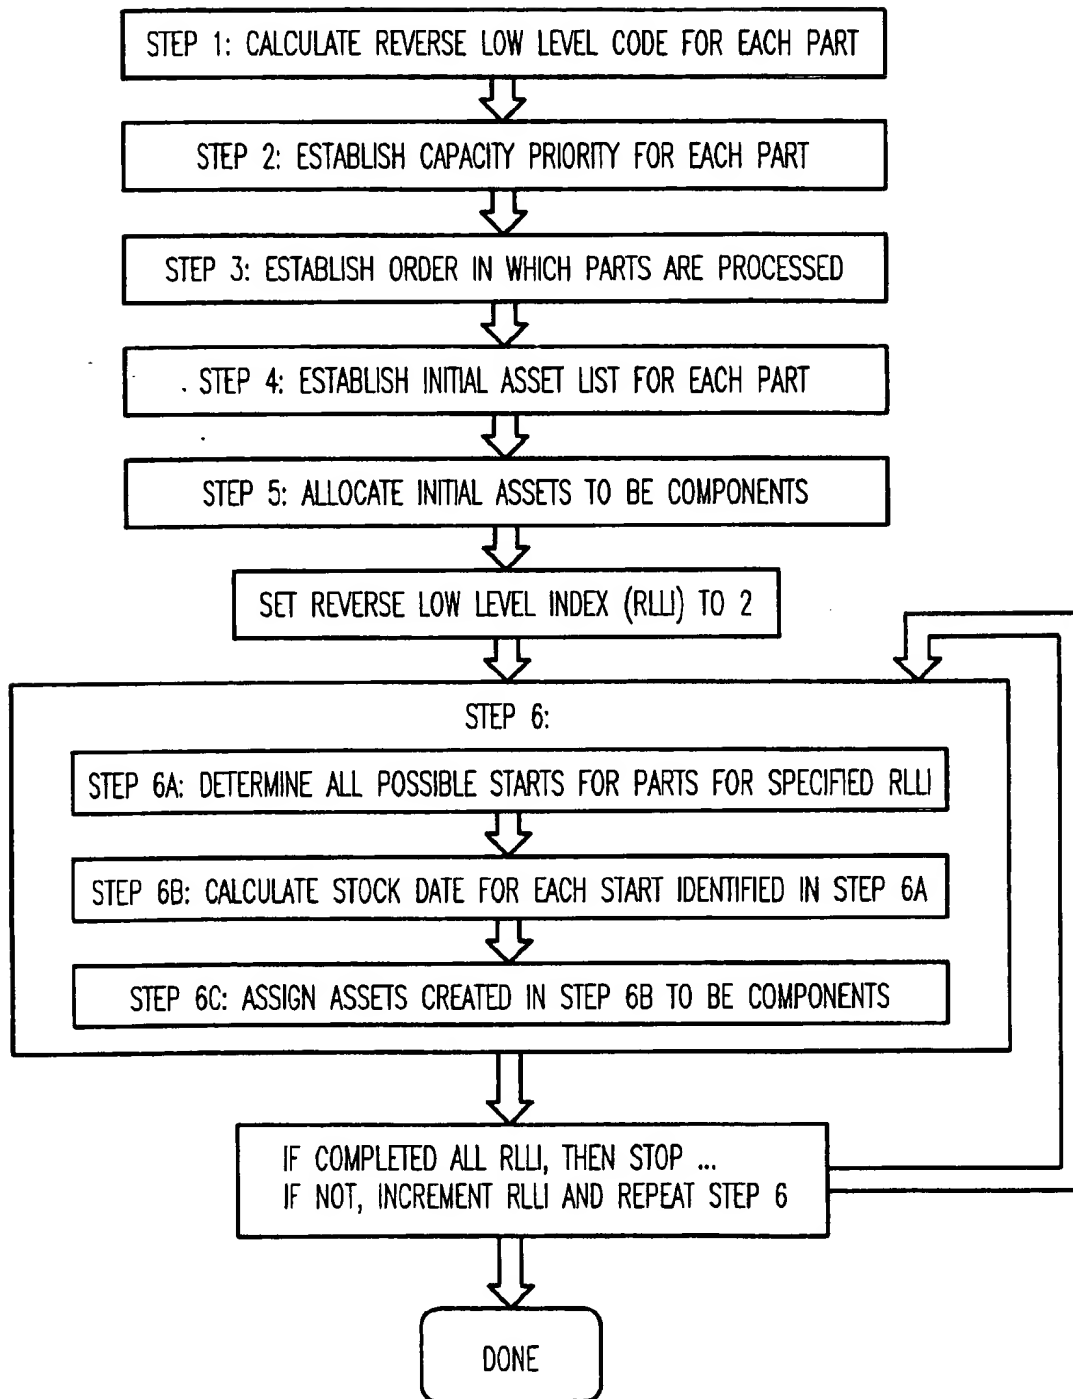 STEP 1: CALCULATE REVERSE LOW LEVEL CODE FOR EACH PART
STEP 2: ESTABLISH CAPACITY PRIORITY FOR EACH PART
STEP 3: ESTABLISH ORDER IN WHICH PARTS ARE PROCESSED
STEP 4: ESTABLISH INITIAL ASSET LIST FOR EACH PART
STEP 5: ALLOCATE INITIAL ASSETS TO BE COMPONENTS
SET REVERSE LOW LEVEL INDEX (RLLI) TO 2
STEP 6:
STEP 6A: DETERMINE ALL POSSIBLE STARTS FOR PARTS FOR SPECIFIED RLLI
STEP 6B: CALCULATE STOCK DATE FOR EACH START IDENTIFIED IN STEP 6A
STEP 6C: ASSIGN ASSETS CREATED IN STEP 6B TO BE COMPONENTS
IF COMPLETED ALL RLLI, THEN STOP ...
IF NOT, INCREMENT RLLI AND REPEAT STEP 6
DONE